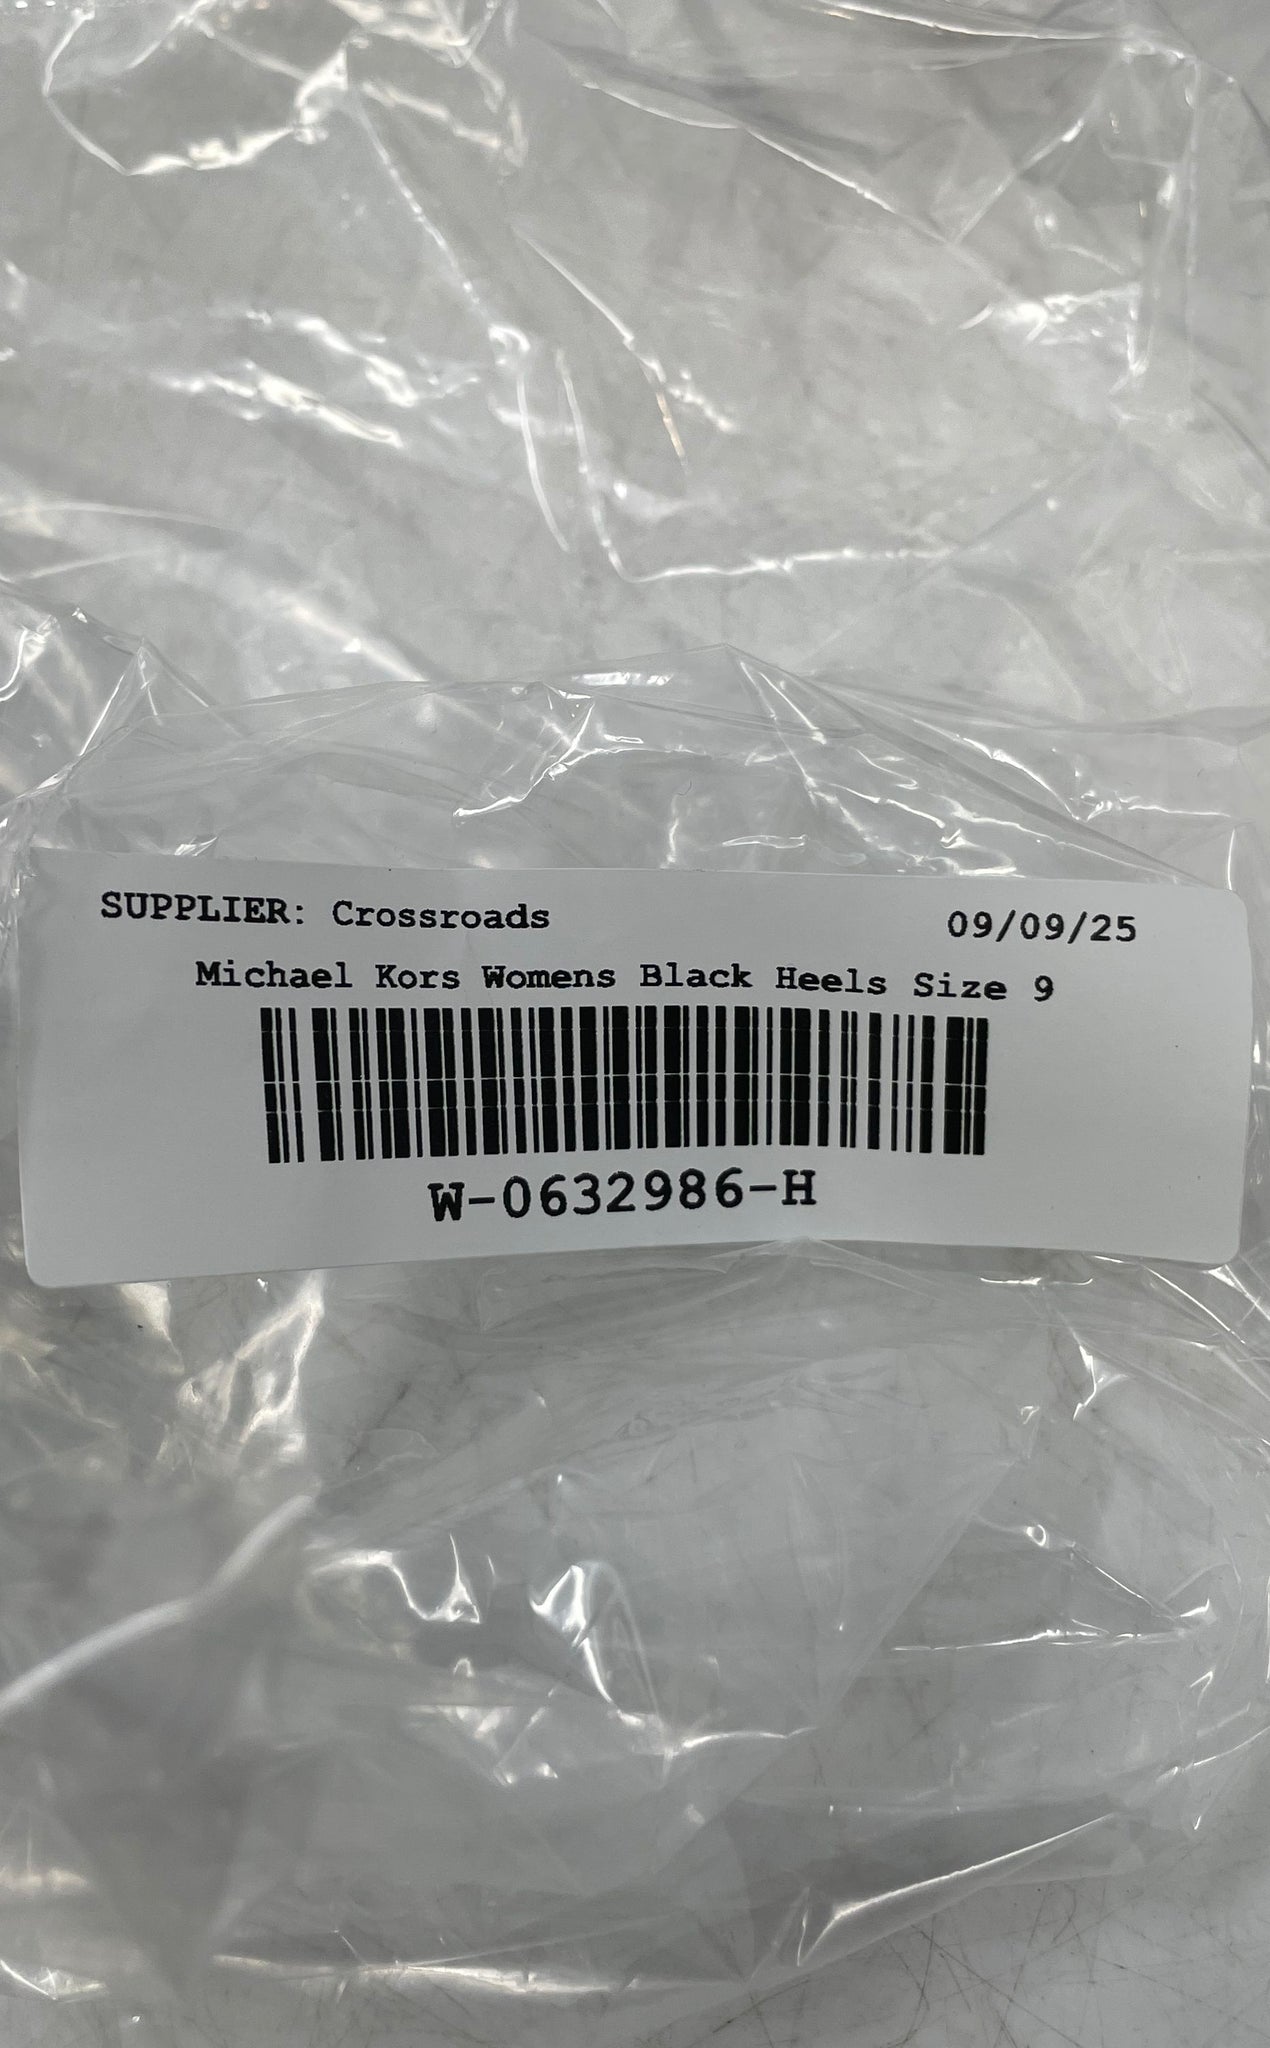 SUPPLIER: Crossroads 09/09/25
Michael Kors Womens Black Heels Size 9
W-0632986-H